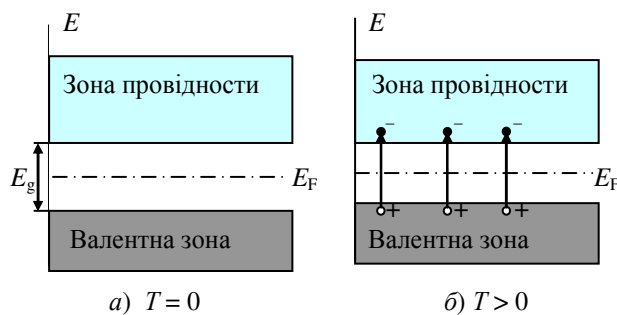 E
Зона провідности
E_g
E_F
Валентна зона
а) T = 0
E
Зона провідности
− − −
E_F
+ + +
Валентна зона
б) T > 0